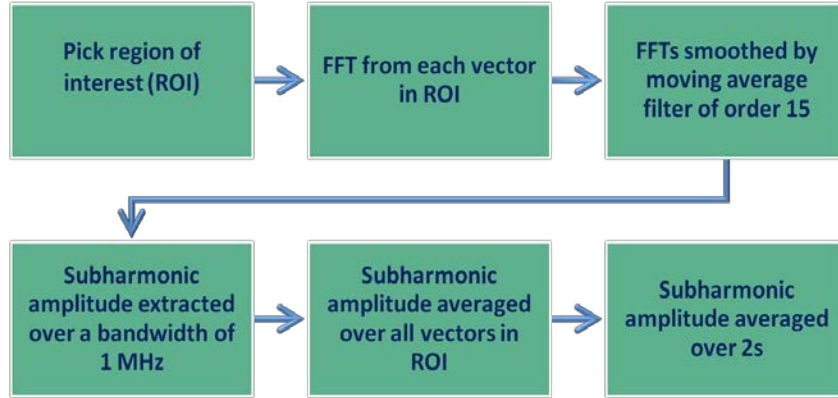 Pick region of
interest (ROI)
FFT from each vector
in ROI
FFTs smoothed by
moving average
filter of order 15
Subharmonic
amplitude extracted
over a bandwidth of
1 MHz
Subharmonic
amplitude averaged
over all vectors in
ROI
Subharmonic
amplitude averaged
over 2s